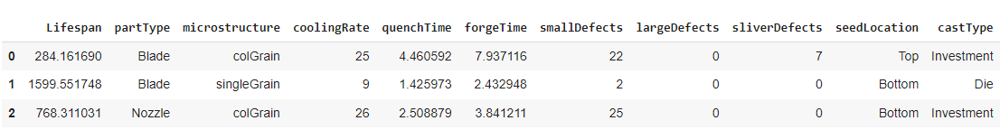 Lifespan partType microstructure coolingRate quenchTime forgeTime smallDefects largeDefects sliverDefects seedLocation castType
0 284.161690 Blade colGrain 25 4.460592 7.937116 22 0 7 Top Investment
1 1599.551748 Blade singleGrain 9 1.425973 2.432948 2 0 0 Bottom Die
2 768.311031 Nozzle colGrain 26 2.508879 3.841211 25 0 0 Bottom Investment